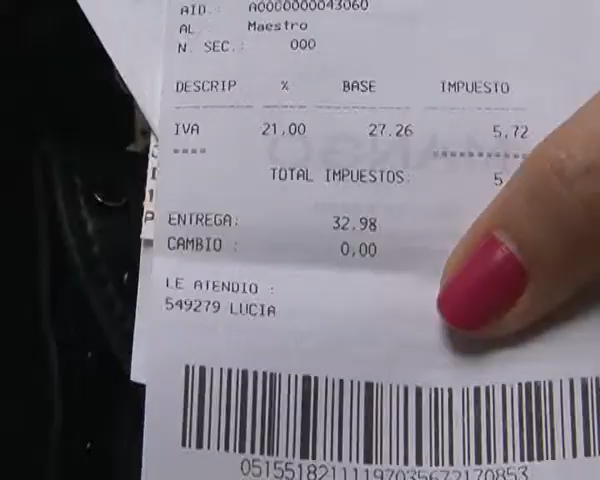 AID.: A0000000043060
AL Maestro
N. SEC.: 000
DESCRIP % BASE IMPUESTO
IVA 21,00 27.26 5,72
TOTAL IMPUESTOS: 5
ENTREGA: 32.98
CAMBIO : 0,00
LE ATENDIO :
549279 LUCIA